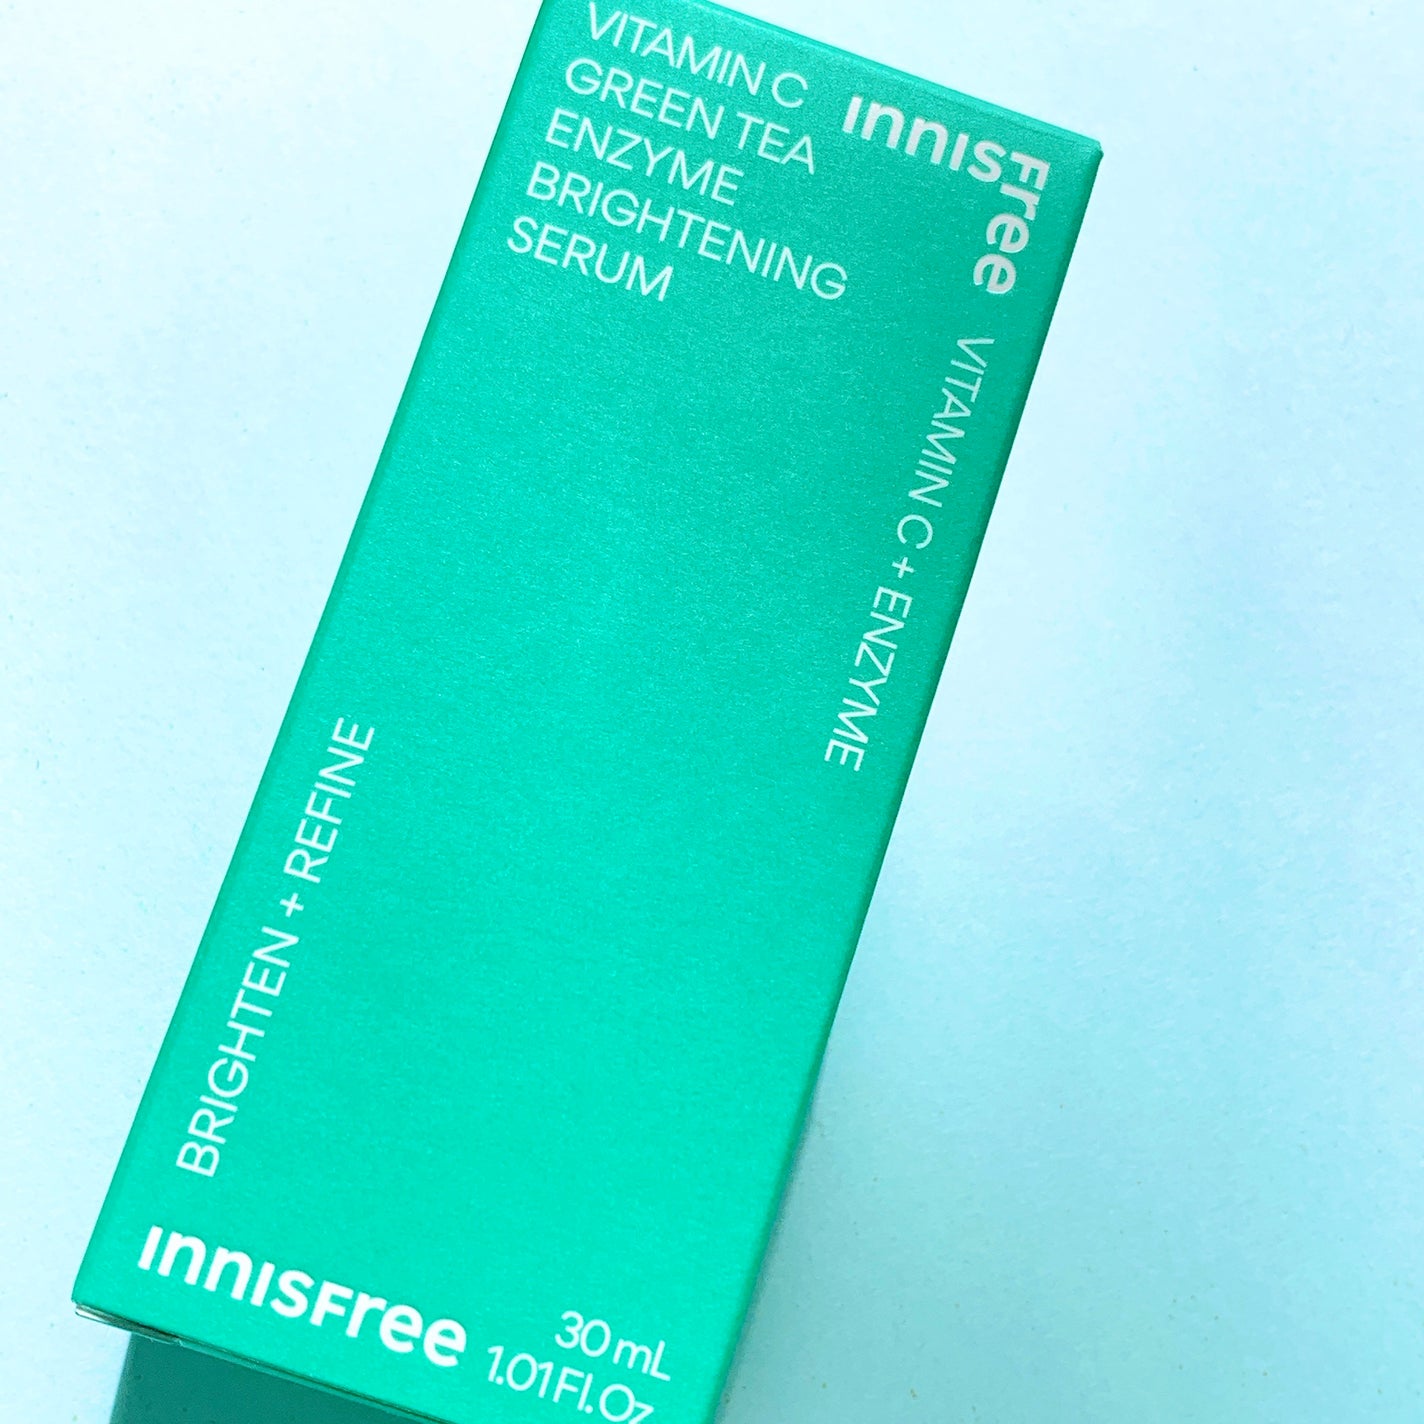 VITAMIN C
GREEN TEA
ENZYME
BRIGHTENING
SERUM
INNISFree
VITAMIN C + ENZYME
BRIGHTEN + REFINE
INNISFree
30 mL
1.01 Fl. Oz